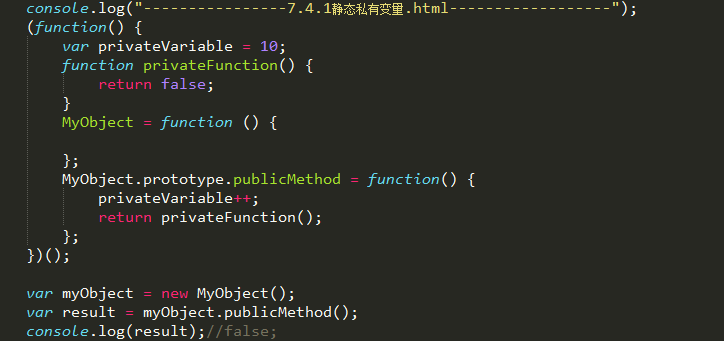 console.log("----------------7.4.1静态私有变量.html------------------");
(function() {
    var privateVariable = 10;
    function privateFunction() {
        return false;
    }
    MyObject = function () {

    };
    MyObject.prototype.publicMethod = function() {
        privateVariable++;
        return privateFunction();
    };
})();

var myObject = new MyObject();
var result = myObject.publicMethod();
console.log(result);//false;